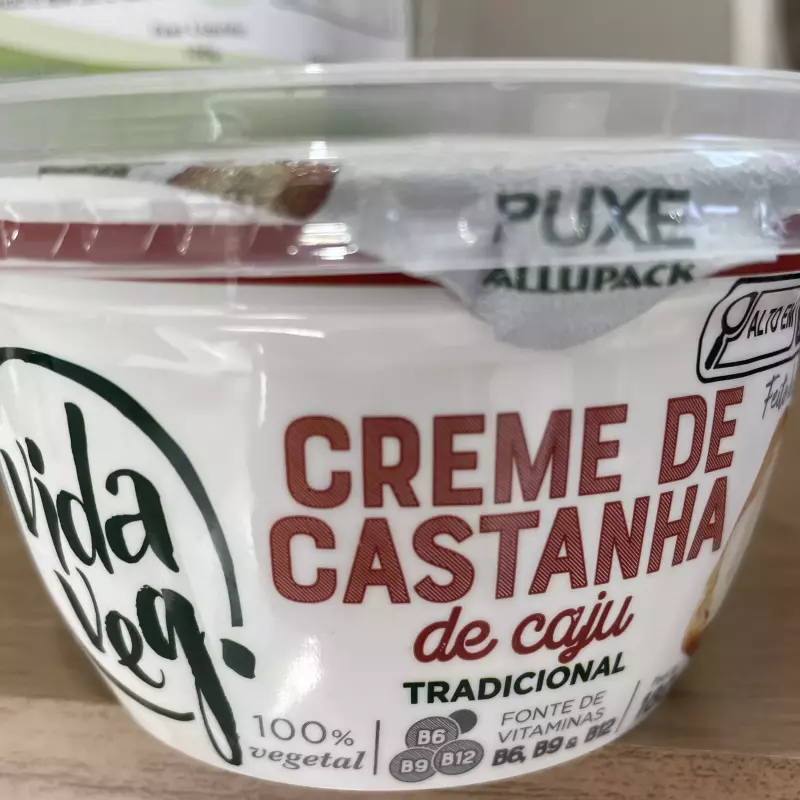 PUXE
ALLUPACK
ALTO EM
vida
veg.
CREME DE
CASTANHA
de caju
TRADICIONAL
100%
vegetal
B6
B9 B12
FONTE DE
VITAMINAS
B6, B9 & B12